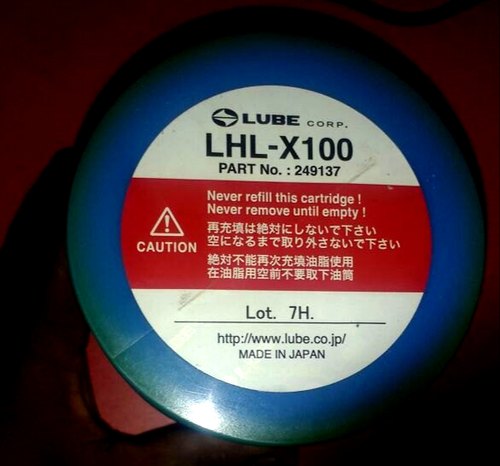 LUBE CORP.
LHL-X100
PART No. : 249137
Never refill this cartridge !
Never remove until empty !
CAUTION
再充填は絶対にしないで下さい
空になるまで取り外さないで下さい
絶対不能再次充填油脂使用
在油脂用空前不要取下油筒
Lot. 7H.
http://www.lube.co.jp/
MADE IN JAPAN